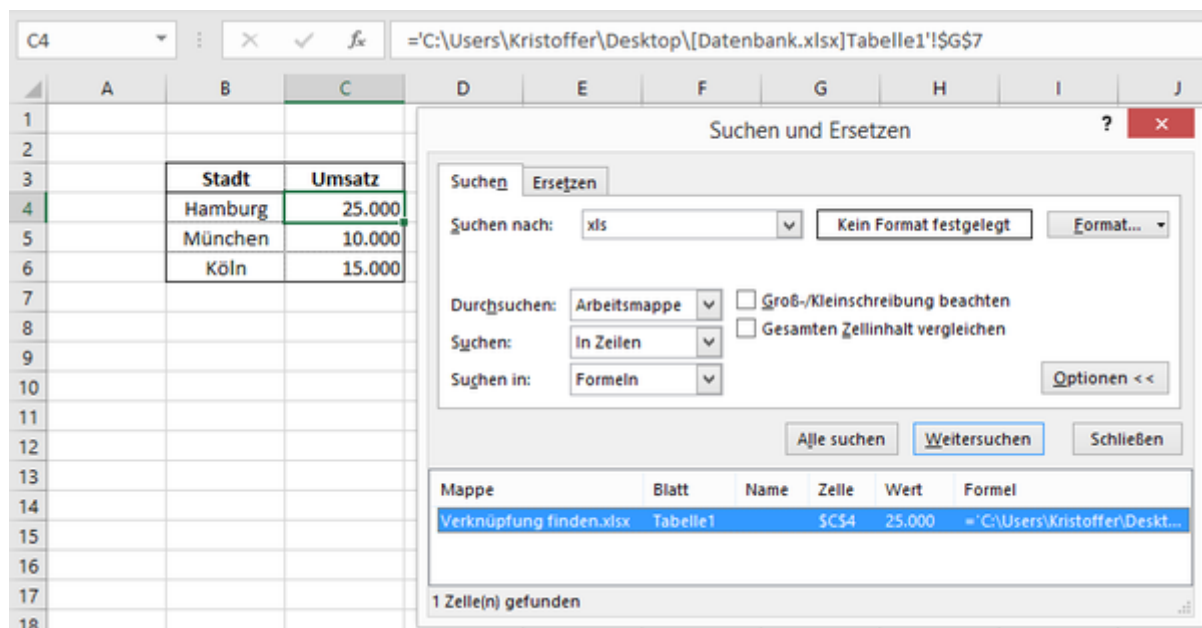 C4 fx ='C:\Users\Kristoffer\Desktop\[Datenbank.xlsx]Tabelle1'!$G$7
A B C D E F G H I J
1
2
3 Stadt Umsatz
4 Hamburg 25.000
5 München 10.000
6 Köln 15.000
7
8
9
10
11
12
13
14
15
16
17
18
Suchen und Ersetzen ?
Suchen Ersetzen
Suchen nach: xls Kein Format festgelegt Format...
Durchsuchen: Arbeitsmappe Groß-/Kleinschreibung beachten
Suchen: In Zeilen Gesamten Zellinhalt vergleichen
Suchen in: Formeln Optionen <<
Alle suchen Weitersuchen Schließen
Mappe Blatt Name Zelle Wert Formel
Verknüpfung finden.xlsx Tabelle1 $C$4 25.000 ='C:\Users\Kristoffer\Deskt...
1 Zelle(n) gefunden